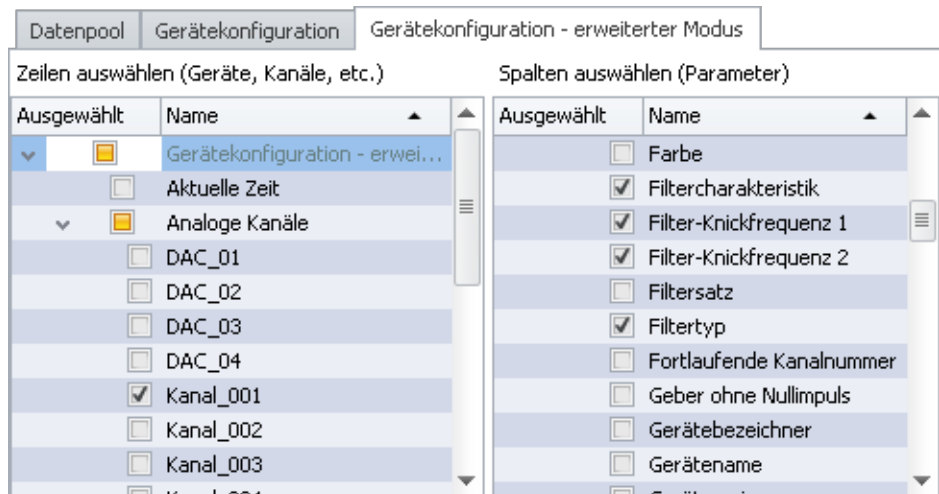 Datenpool Gerätekonfiguration Gerätekonfiguration - erweiterter Modus
Zeilen auswählen (Geräte, Kanäle, etc.)
Ausgewählt Name
Gerätekonfiguration - erwei...
Aktuelle Zeit
Analoge Kanäle
DAC_01
DAC_02
DAC_03
DAC_04
Kanal_001
Kanal_002
Kanal_003
Spalten auswählen (Parameter)
Ausgewählt Name
Farbe
Filtercharakteristik
Filter-Knickfrequenz 1
Filter-Knickfrequenz 2
Filtersatz
Filtertyp
Fortlaufende Kanalnummer
Geber ohne Nullimpuls
Gerätebezeichner
Gerätename